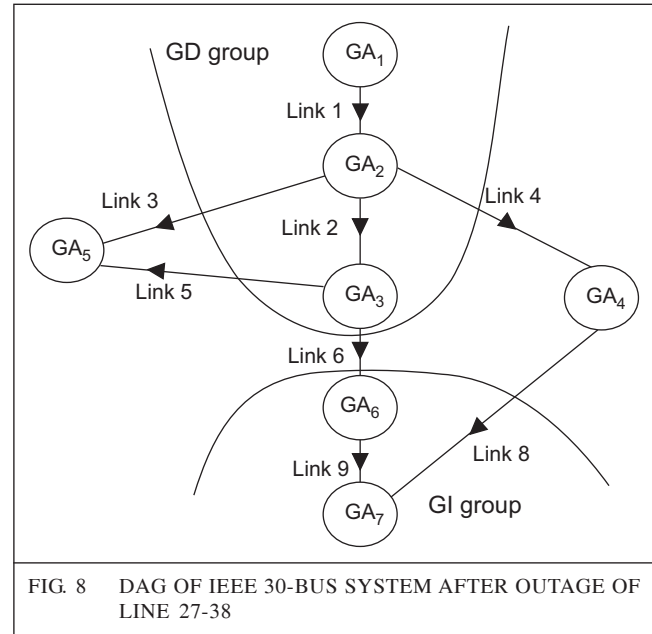 GD group
GA1
Link 1
GA2
Link 3
Link 4
Link 2
GA5
Link 5
GA3
GA4
Link 6
GA6
Link 9
Link 8
GA7
GI group
FIG. 8 DAG OF IEEE 30-BUS SYSTEM AFTER OUTAGE OF
LINE 27-38